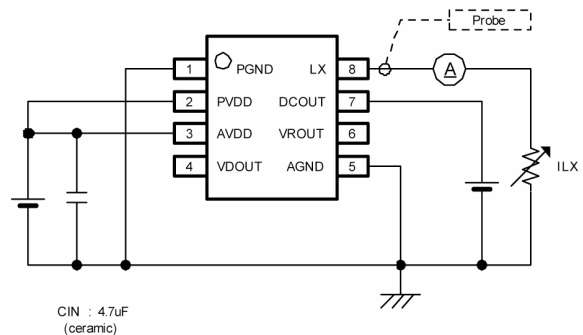 Probe
1 PGND LX 8 A
2 PVDD DCOUT 7
3 AVDD VROUT 6
4 VDOUT AGND 5
ILX
CIN : 4.7uF
(ceramic)